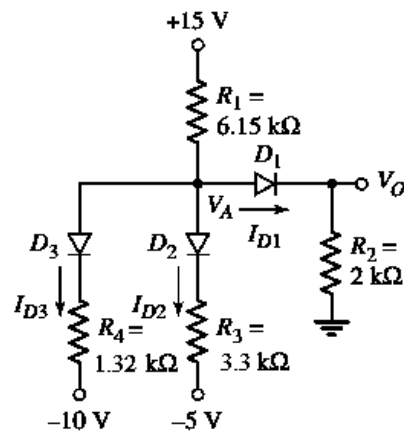 +15 V
R1 =
6.15 kΩ
D1
VA
VO
ID1
D3
D2
R2 =
2 kΩ
ID3
ID2
R4 =
1.32 kΩ
R3 =
3.3 kΩ
–10 V
–5 V